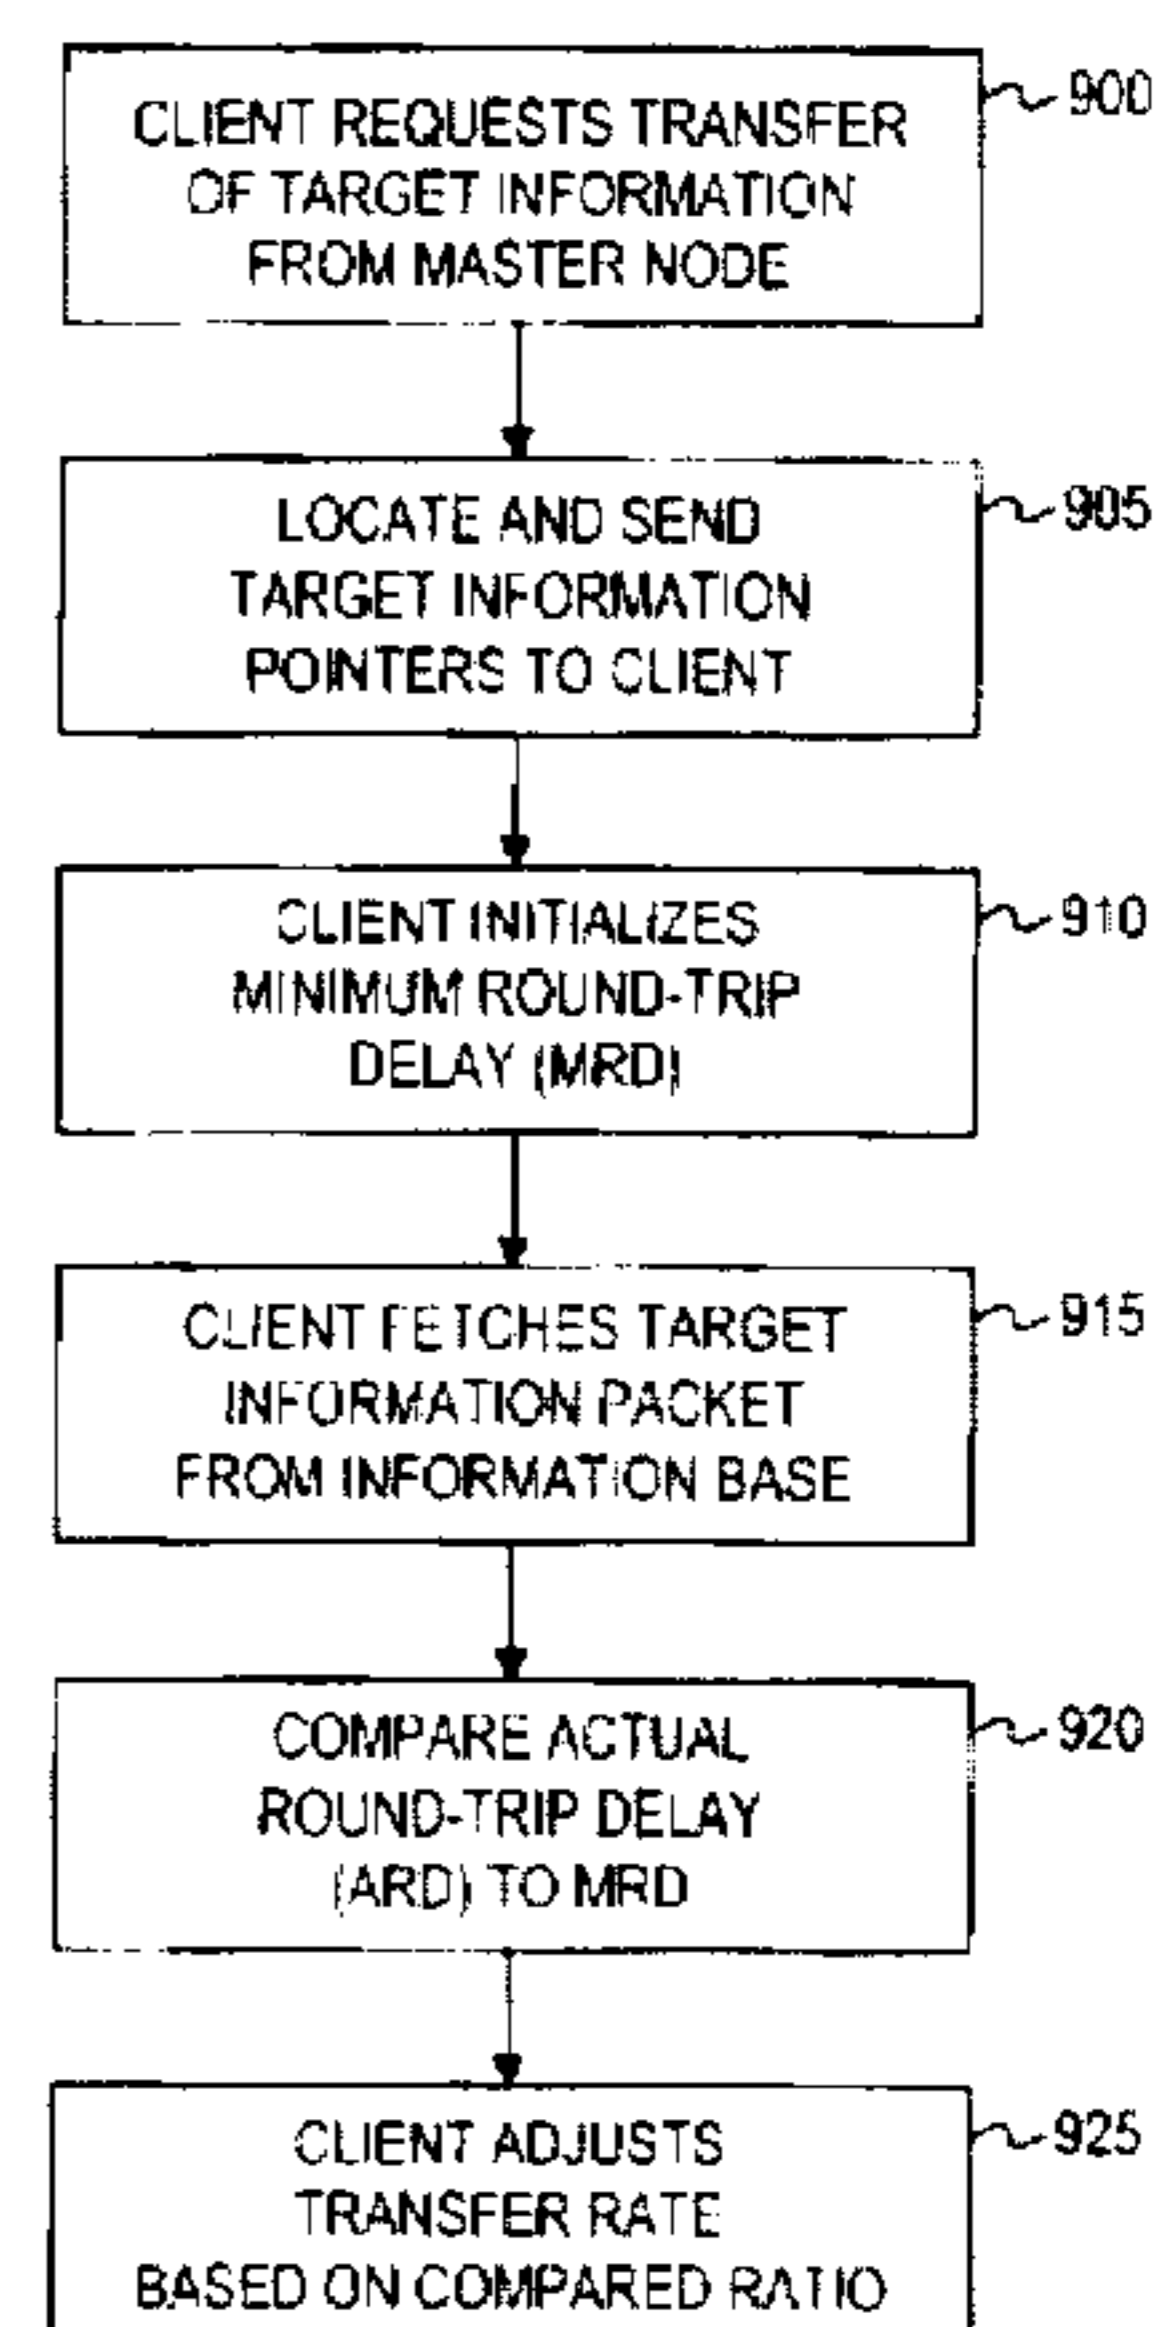 CLIENT REQUESTS TRANSFER
OF TARGET INFORMATION
FROM MASTER NODE
900
LOCATE AND SEND
TARGET INFORMATION
POINTERS TO CLIENT
905
CLIENT INITIALIZES
MINIMUM ROUND-TRIP
DELAY (MRD)
910
CLIENT FETCHES TARGET
INFORMATION PACKET
FROM INFORMATION BASE
915
COMPARE ACTUAL
ROUND-TRIP DELAY
(ARD) TO MRD
920
CLIENT ADJUSTS
TRANSFER RATE
BASED ON COMPARED RATIO
925